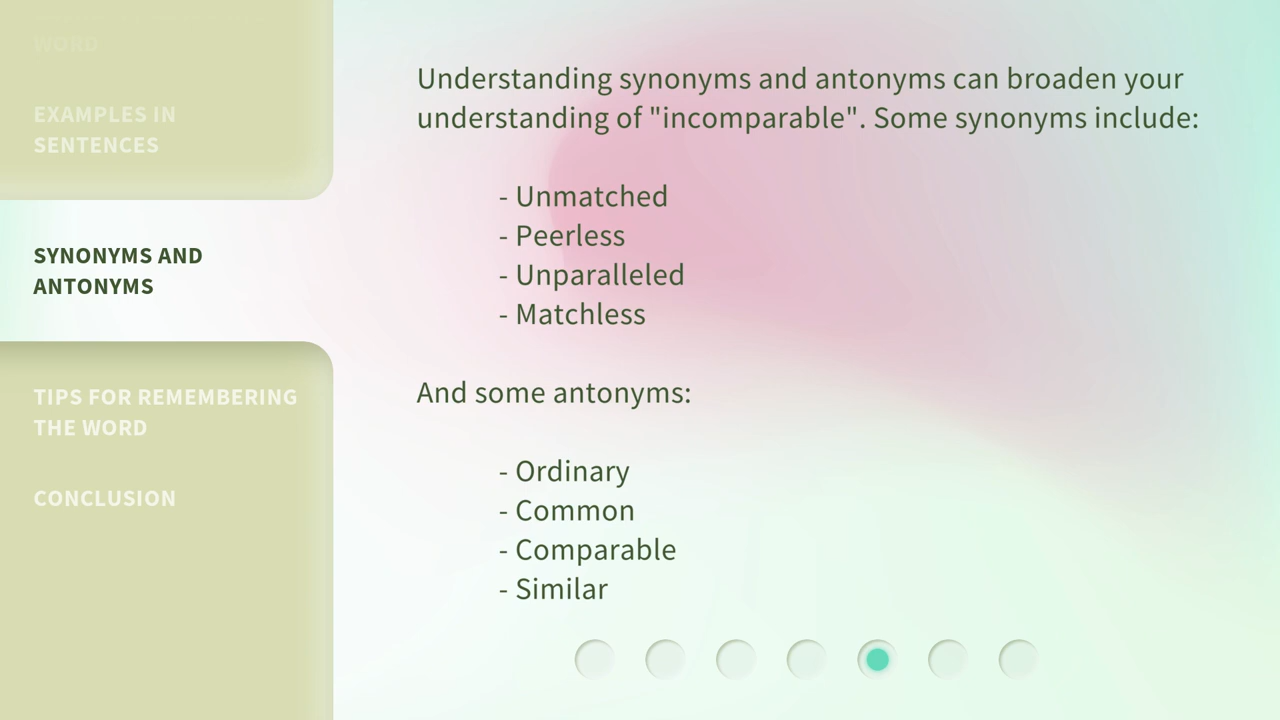 WORD
EXAMPLES IN
SENTENCES
SYNONYMS AND
ANTONYMS
TIPS FOR REMEMBERING
THE WORD
CONCLUSION
Understanding synonyms and antonyms can broaden your
understanding of "incomparable". Some synonyms include:
- Unmatched
- Peerless
- Unparalleled
- Matchless
And some antonyms:
- Ordinary
- Common
- Comparable
- Similar